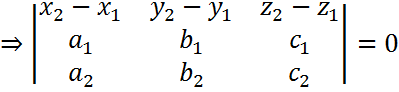 ⇒ | x₂ − x₁   y₂ − y₁   z₂ − z₁ |
| a₁   b₁   c₁ | = 0
| a₂   b₂   c₂ |